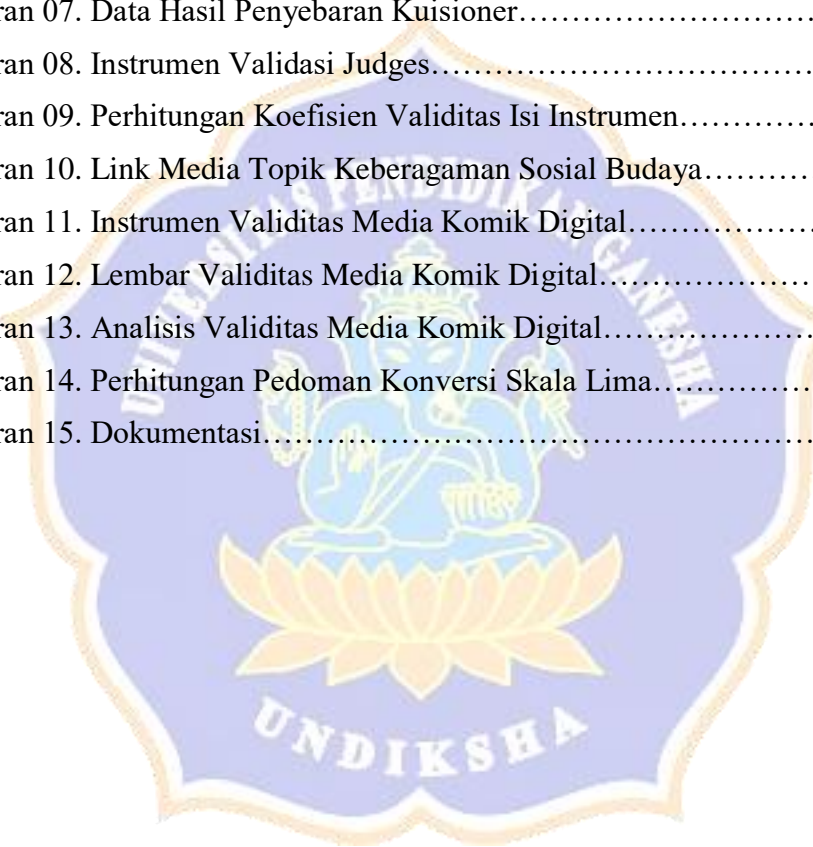 ran 07. Data Hasil Penyebaran Kuisioner……………………………….
ran 08. Instrumen Validasi Judges…………………………………….
ran 09. Perhitungan Koefisien Validitas Isi Instrumen…………….
ran 10. Link Media Topik Keberagaman Sosial Budaya…………
ran 11. Instrumen Validitas Media Komik Digital………………….
ran 12. Lembar Validitas Media Komik Digital…………………….
ran 13. Analisis Validitas Media Komik Digital…………………….
ran 14. Perhitungan Pedoman Konversi Skala Lima……………….
ran 15. Dokumentasi……………………………………………………….
UNIVERSITAS PENDIDIKAN GANESHA
UNDIKSHA